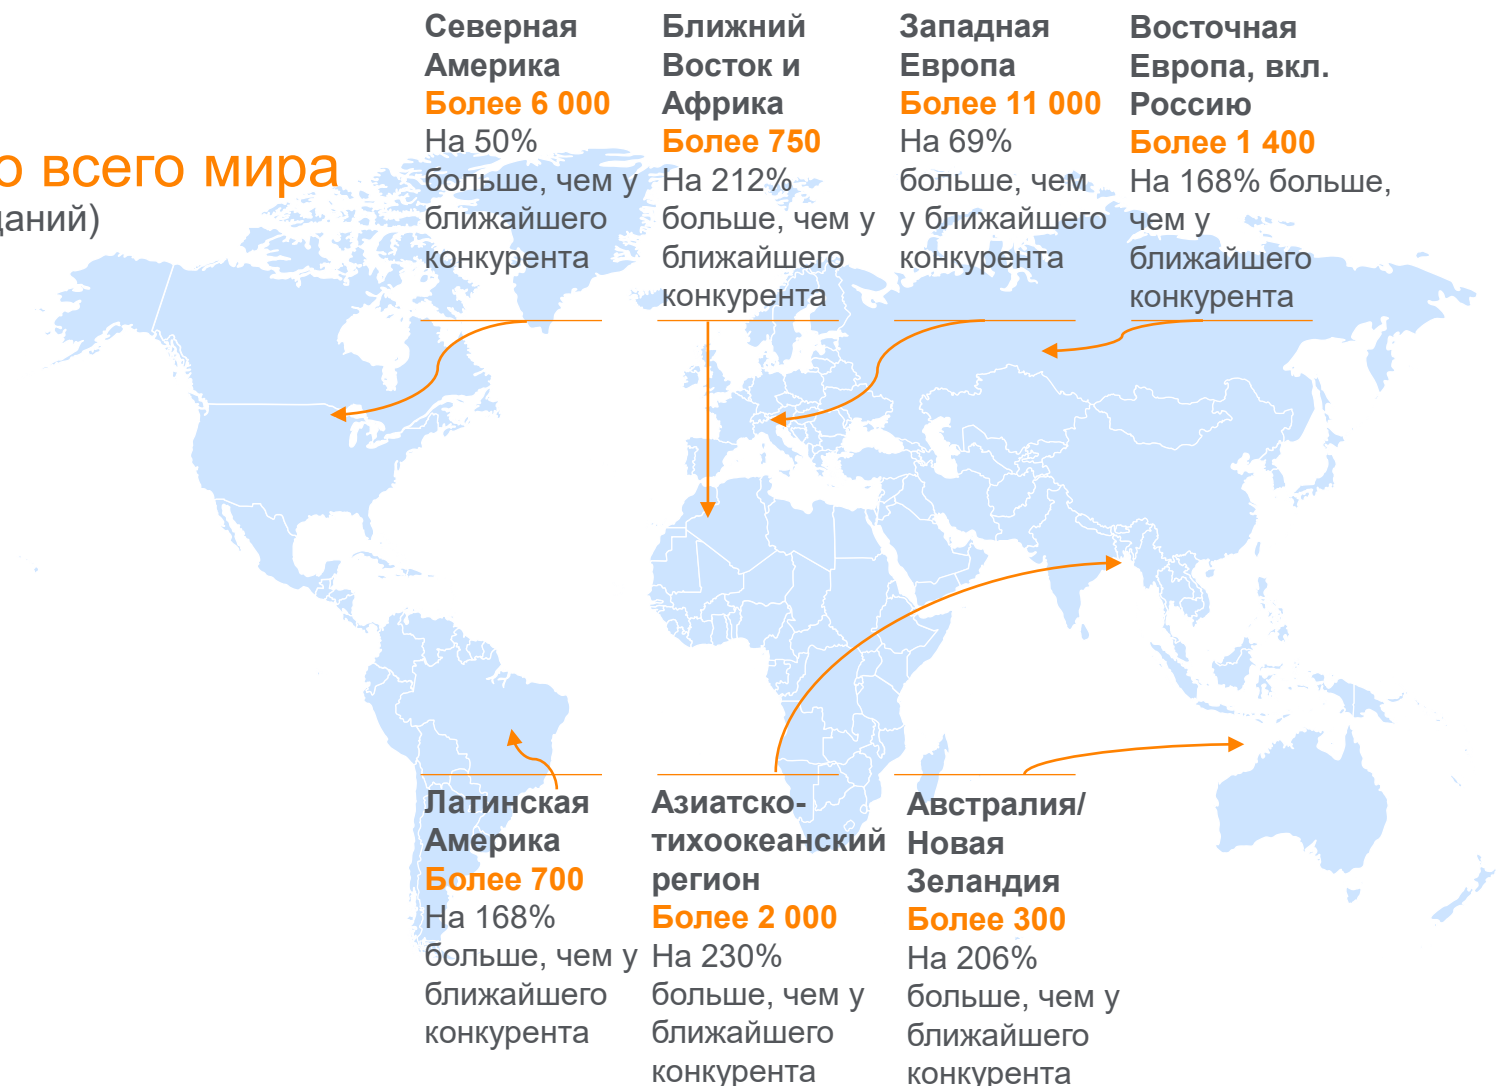 о всего мира
даний)
Северная
Америка
Более 6 000
На 50%
больше, чем у
ближайшего
конкурента
Ближний
Восток и
Африка
Более 750
На 212%
больше, чем у
ближайшего
конкурента
Западная
Европа
Более 11 000
На 69%
больше, чем
у ближайшего
конкурента
Восточная
Европа, вкл.
Россию
Более 1 400
На 168% больше,
чем у
ближайшего
конкурента
Латинская
Америка
Более 700
На 168%
больше, чем у
ближайшего
конкурента
Азиатско-
тихоокеанский
регион
Более 2 000
На 230%
больше, чем у
ближайшего
конкурента
Австралия/
Новая
Зеландия
Более 300
На 206%
больше, чем у
ближайшего
конкурента